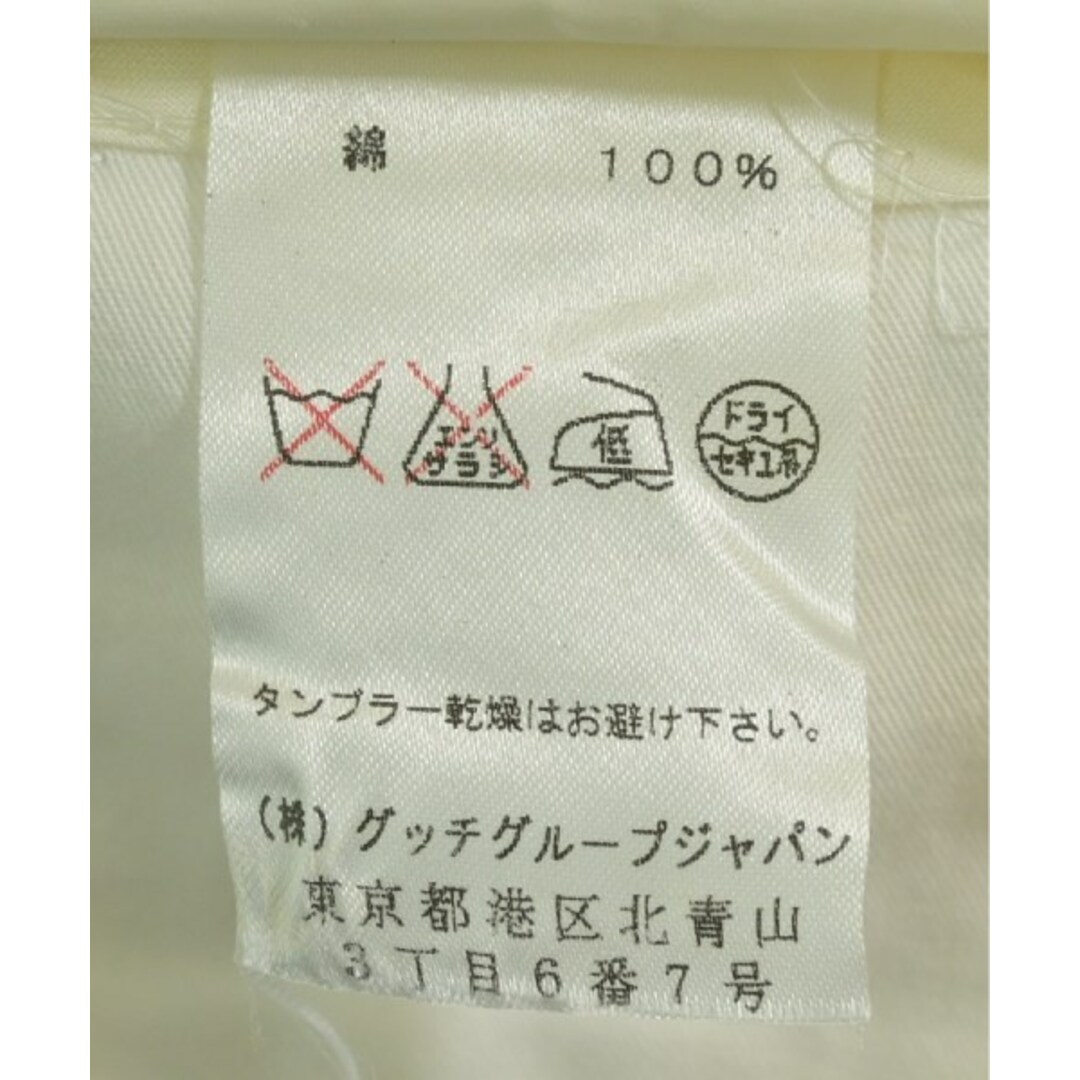 綿 １００％
エンソ サラシ 低 ドライ セキユ系
タンブラー乾燥はお避け下さい。
（株）グッチグループジャパン
東京都港区北青山
３丁目６番７号